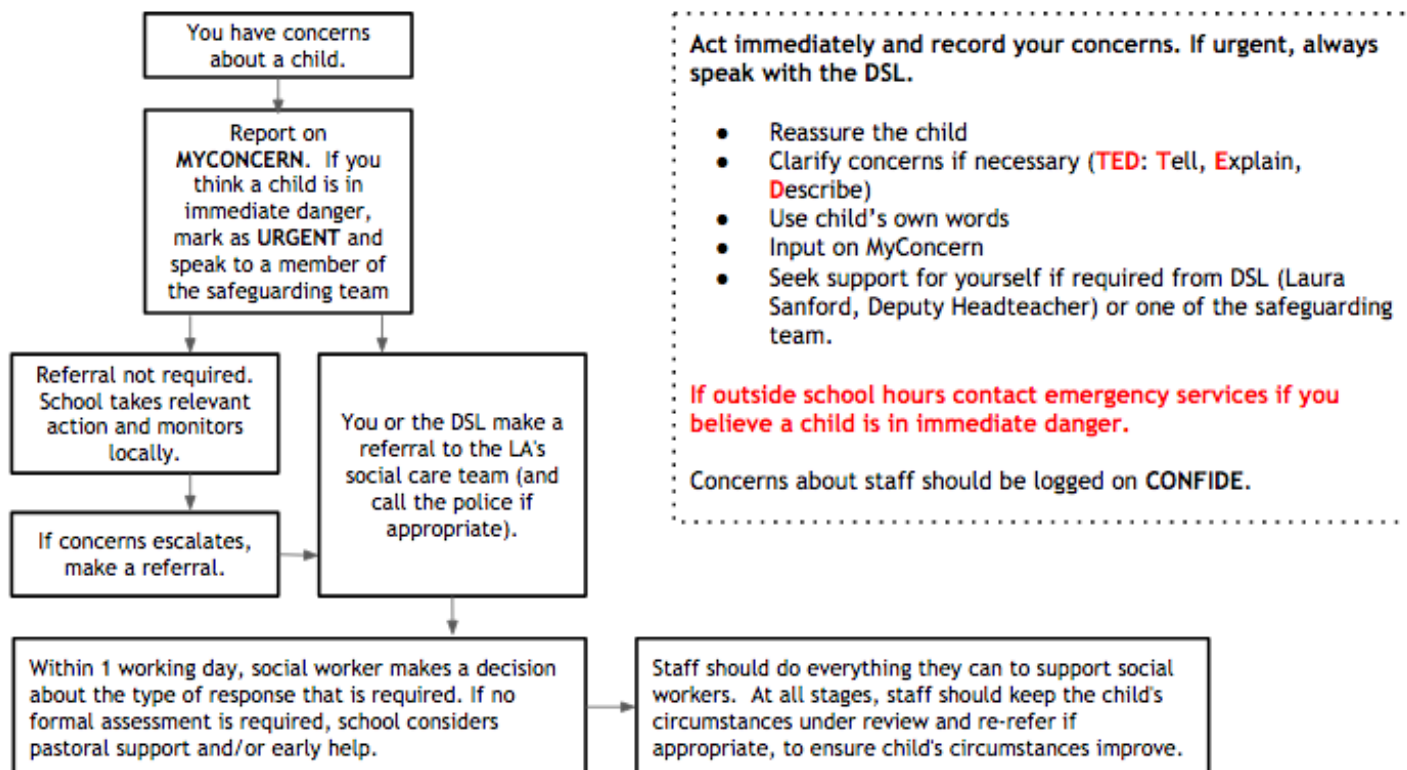 You have concerns
about a child.
Report on
MYCONCERN. If you
think a child is in
immediate danger,
mark as URGENT and
speak to a member of
the safeguarding team
Referral not required.
School takes relevant
action and monitors
locally.
If concerns escalates,
make a referral.
You or the DSL make a
referral to the LA's
social care team (and
call the police if
appropriate).
Within 1 working day, social worker makes a decision
about the type of response that is required. If no
formal assessment is required, school considers
pastoral support and/or early help.
Staff should do everything they can to support social
workers. At all stages, staff should keep the child's
circumstances under review and re-refer if
appropriate, to ensure child's circumstances improve.
Act immediately and record your concerns. If urgent, always
speak with the DSL.
● Reassure the child
● Clarify concerns if necessary (TED: Tell, Explain,
Describe)
● Use child's own words
● Input on MyConcern
● Seek support for yourself if required from DSL (Laura
Sanford, Deputy Headteacher) or one of the safeguarding
team.
If outside school hours contact emergency services if you
believe a child is in immediate danger.
Concerns about staff should be logged on CONFIDE.